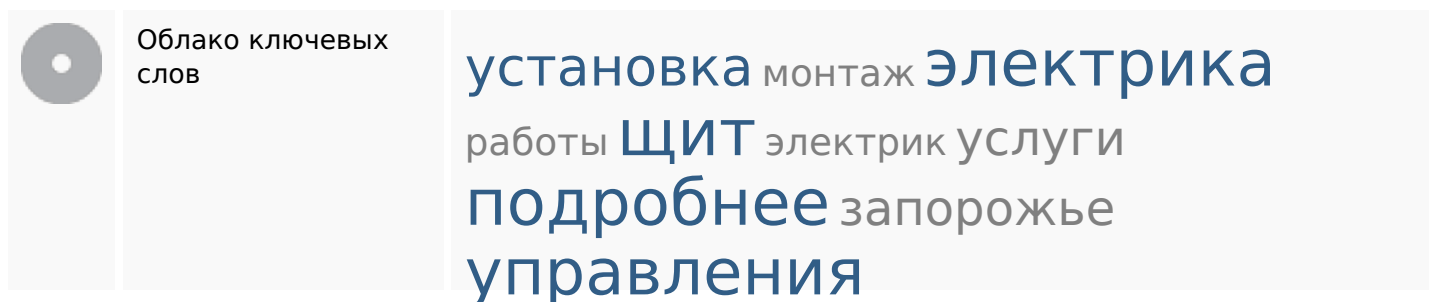 Облако ключевых
слов
установка монтаж электрика
работы щит электрик услуги
подробнее запорожье
управления